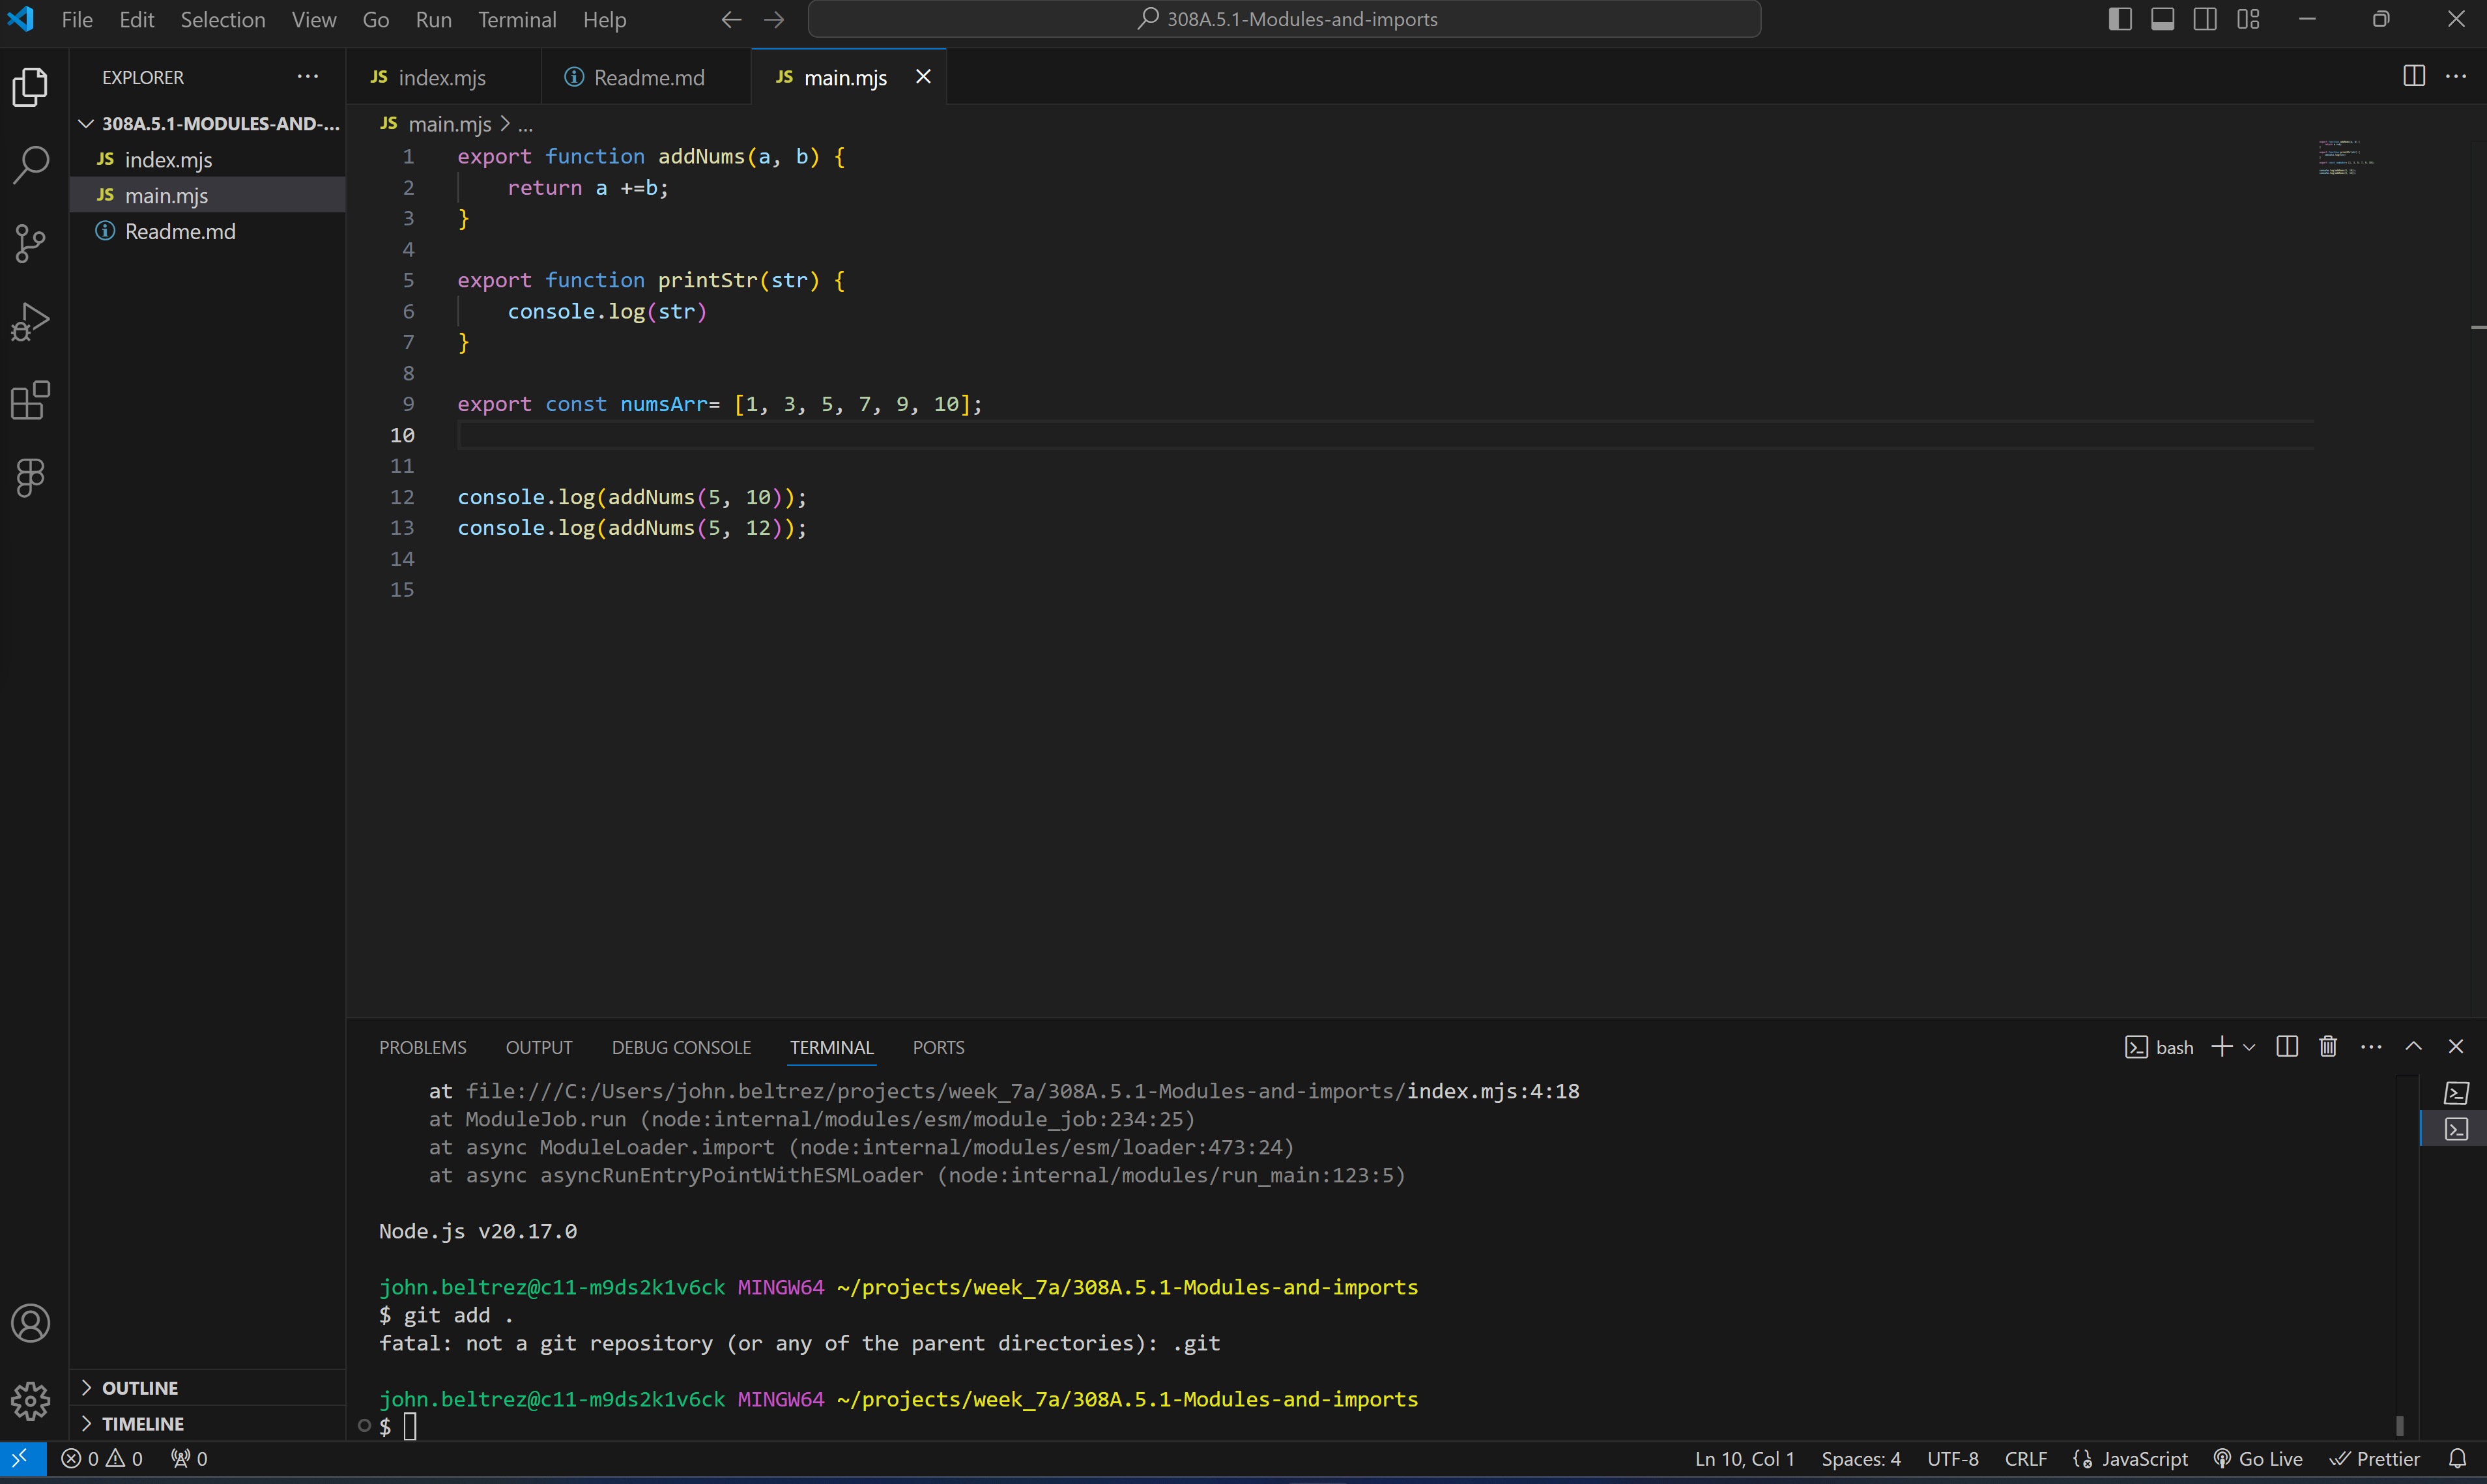 File Edit Selection View Go Run Terminal Help
308A.5.1-Modules-and-imports
EXPLORER
308A.5.1-MODULES-AND-...
JS index.mjs
JS main.mjs
Readme.md
JS index.mjs Readme.md JS main.mjs
JS main.mjs > ...
1 export function addNums(a, b) {
2 return a +=b;
3 }
4
5 export function printStr(str) {
6 console.log(str)
7 }
8
9 export const numsArr= [1, 3, 5, 7, 9, 10];
10
11
12 console.log(addNums(5, 10));
13 console.log(addNums(5, 12));
14
15
PROBLEMS OUTPUT DEBUG CONSOLE TERMINAL PORTS
bash
at file:///C:/Users/john.beltrez/projects/week_7a/308A.5.1-Modules-and-imports/index.mjs:4:18
at ModuleJob.run (node:internal/modules/esm/module_job:234:25)
at async ModuleLoader.import (node:internal/modules/esm/loader:473:24)
at async asyncRunEntryPointWithESMLoader (node:internal/modules/run_main:123:5)
Node.js v20.17.0
john.beltrez@c11-m9ds2k1v6ck MINGW64 ~/projects/week_7a/308A.5.1-Modules-and-imports
$ git add .
fatal: not a git repository (or any of the parent directories): .git
john.beltrez@c11-m9ds2k1v6ck MINGW64 ~/projects/week_7a/308A.5.1-Modules-and-imports
$
OUTLINE
TIMELINE
0 0 0 Ln 10, Col 1 Spaces: 4 UTF-8 CRLF JavaScript Go Live Prettier